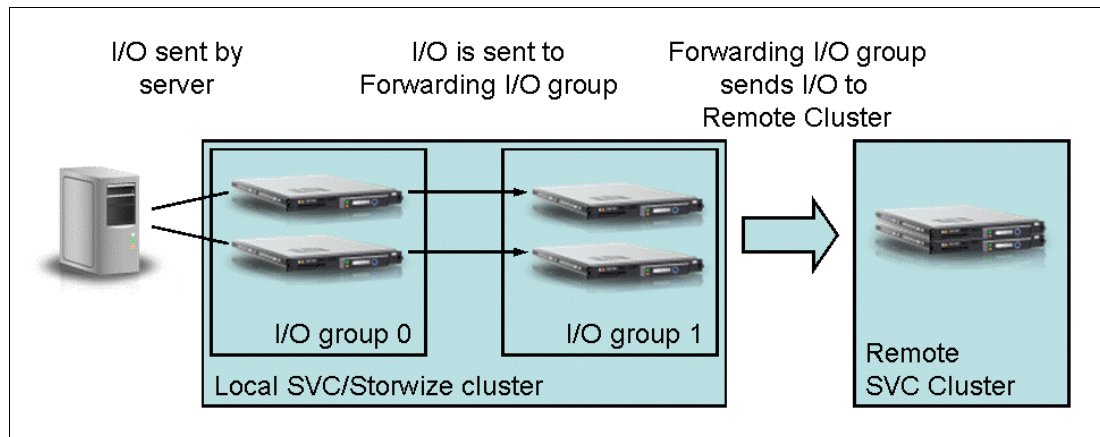 I/O sent by
server
I/O is sent to
Forwarding I/O group
Forwarding I/O group
sends I/O to
Remote Cluster
I/O group 0
I/O group 1
Local SVC/Storwize cluster
Remote
SVC Cluster